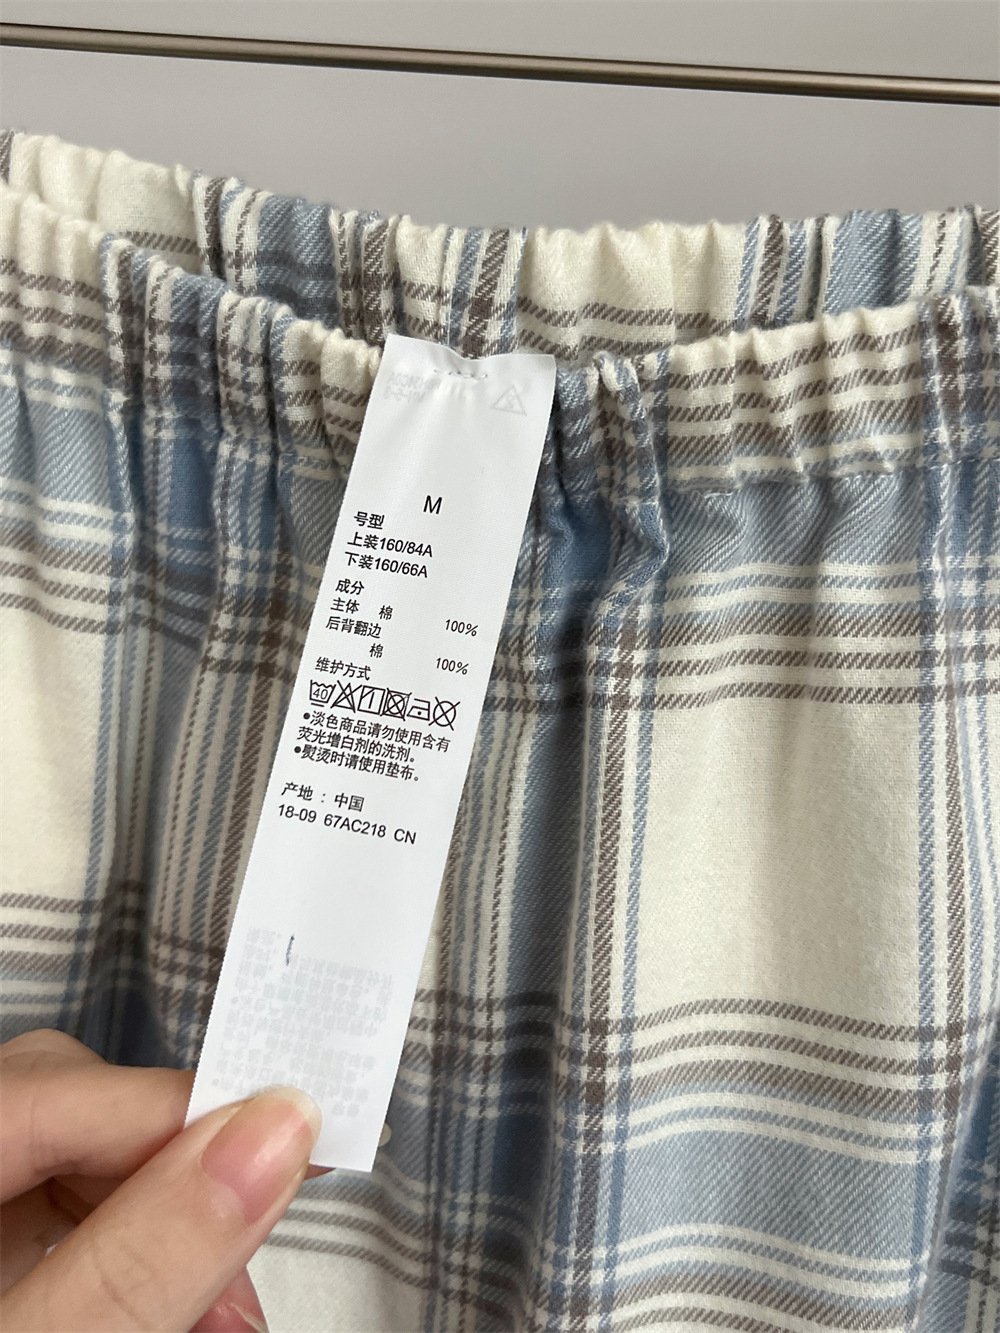 M
号型
上装160/84A
下装160/66A
成分
主体 棉 100%
后背翻边
棉 100%
维护方式
40
●淡色商品请勿使用含有
荧光增白剂的洗剂。
●熨烫时请使用垫布。
产地：中国
18-09 67AC218 CN